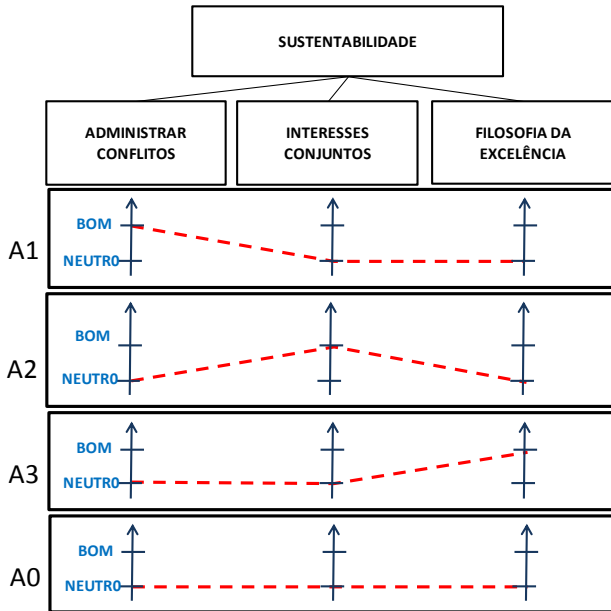 SUSTENTABILIDADE
ADMINISTRAR
CONFLITOS
INTERESSES
CONJUNTOS
FILOSOFIA DA
EXCELÊNCIA
A1
BOM
NEUTR0
A2
BOM
NEUTR0
A3
BOM
NEUTR0
A0
BOM
NEUTR0